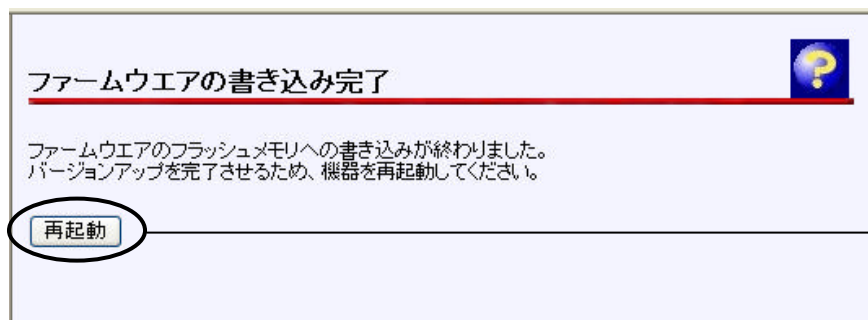 ファームウエアの書き込み完了
ファームウエアのフラッシュメモリへの書き込みが終わりました。
バージョンアップを完了させるため、機器を再起動してください。
再起動